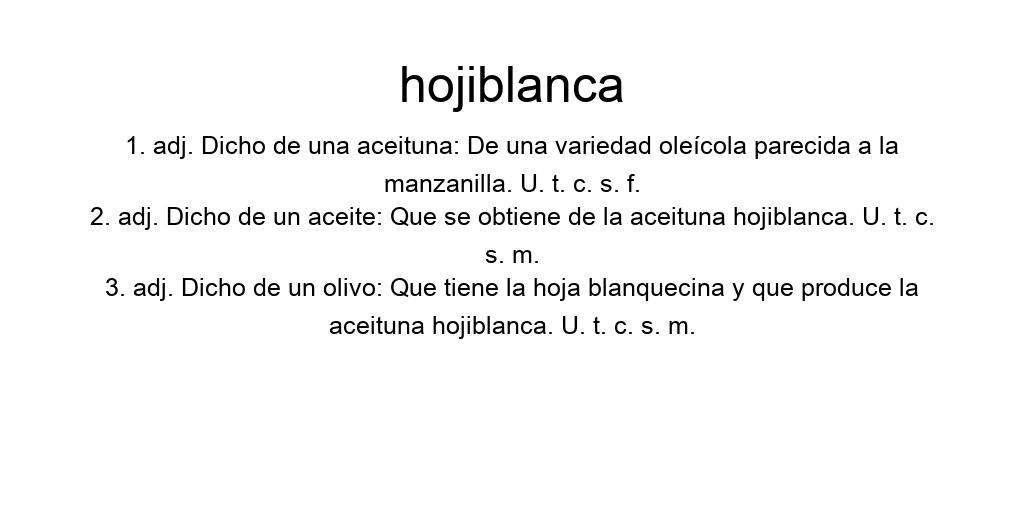 hojiblanca
1. adj. Dicho de una aceituna: De una variedad oleícola parecida a la
manzanilla. U. t. c. s. f.
2. adj. Dicho de un aceite: Que se obtiene de la aceituna hojiblanca. U. t. c.
s. m.
3. adj. Dicho de un olivo: Que tiene la hoja blanquecina y que produce la
aceituna hojiblanca. U. t. c. s. m.